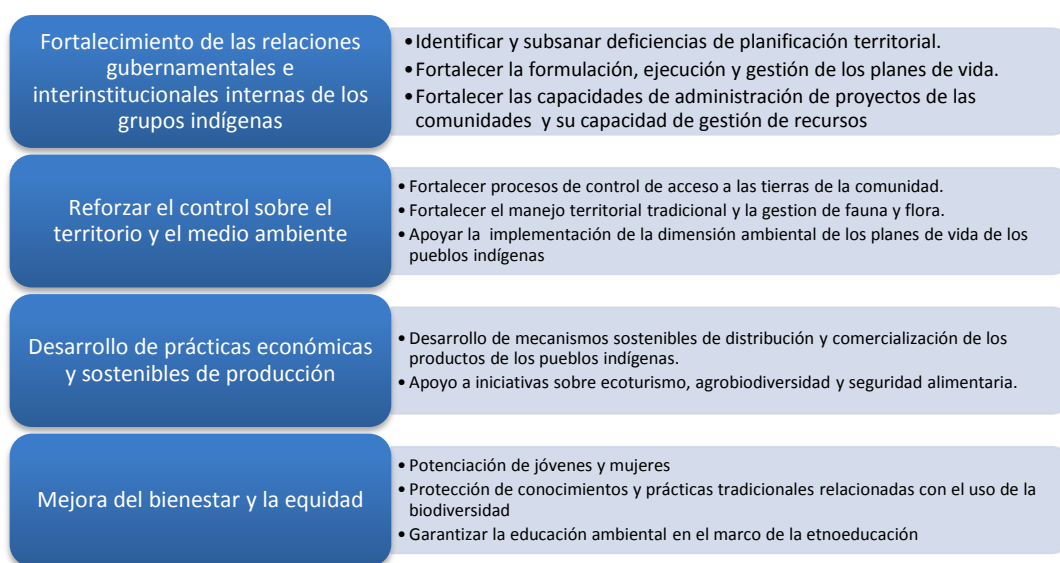 Fortalecimiento de las relaciones
gubernamentales e
interinstitucionales internas de los
grupos indígenas
•Identificar y subsanar deficiencias de planificación territorial.
•Fortalecer la formulación, ejecución y gestión de los planes de vida.
•Fortalecer las capacidades de administración de proyectos de las
comunidades y su capacidad de gestión de recursos
Reforzar el control sobre el
territorio y el medio ambiente
•Fortalecer procesos de control de acceso a las tierras de la comunidad.
•Fortalecer el manejo territorial tradicional y la gestion de fauna y flora.
•Apoyar la implementación de la dimensión ambiental de los planes de vida de los
pueblos indígenas
Desarrollo de prácticas económicas
y sostenibles de producción
•Desarrollo de mecanismos sostenibles de distribución y comercialización de los
productos de los pueblos indígenas.
•Apoyo a iniciativas sobre ecoturismo, agrobiodiversidad y seguridad alimentaria.
Mejora del bienestar y la equidad
•Potenciación de jóvenes y mujeres
•Protección de conocimientos y prácticas tradicionales relacionadas con el uso de la
biodiversidad
•Garantizar la educación ambiental en el marco de la etnoeducación